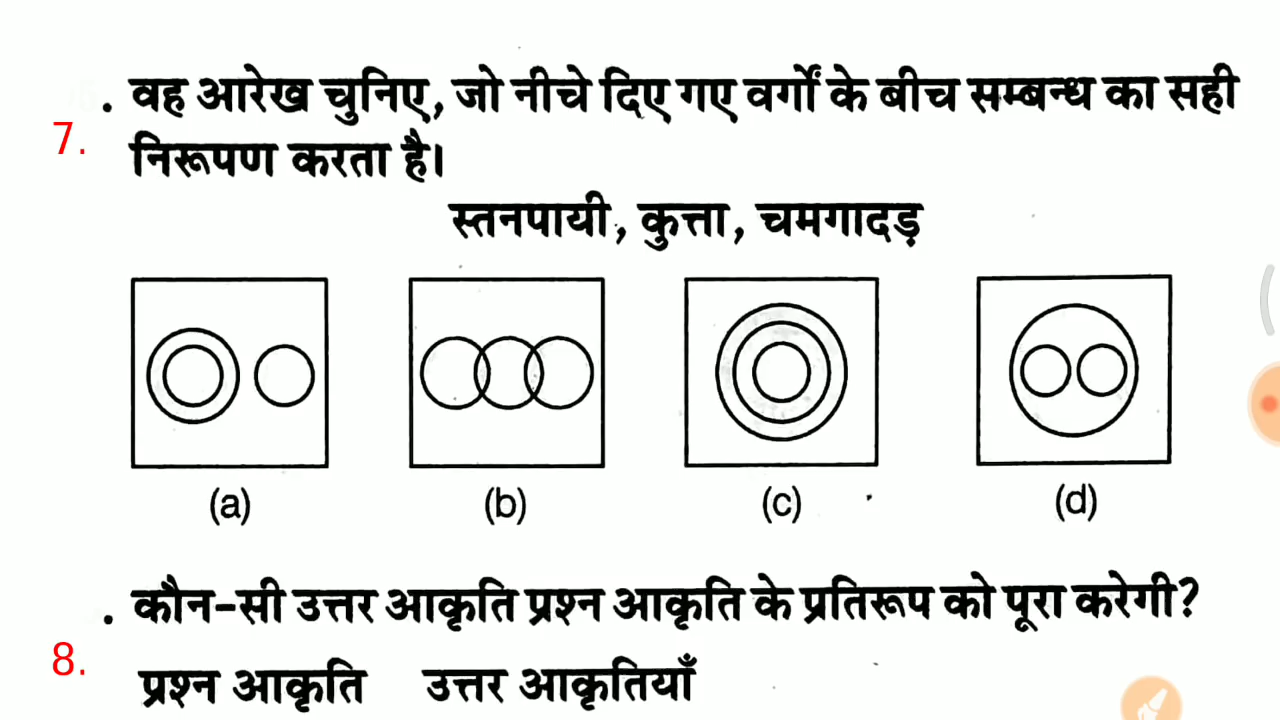 . वह आरेख चुनिए, जो नीचे दिए गए वर्गों के बीच सम्बन्ध का सही
7. निरूपण करता है।
स्तनपायी, कुत्ता, चमगादड़
(a) (b) (c) (d)
. कौन-सी उत्तर आकृति प्रश्न आकृति के प्रतिरूप को पूरा करेगी?
8.
प्रश्न आकृति उत्तर आकृतियाँ